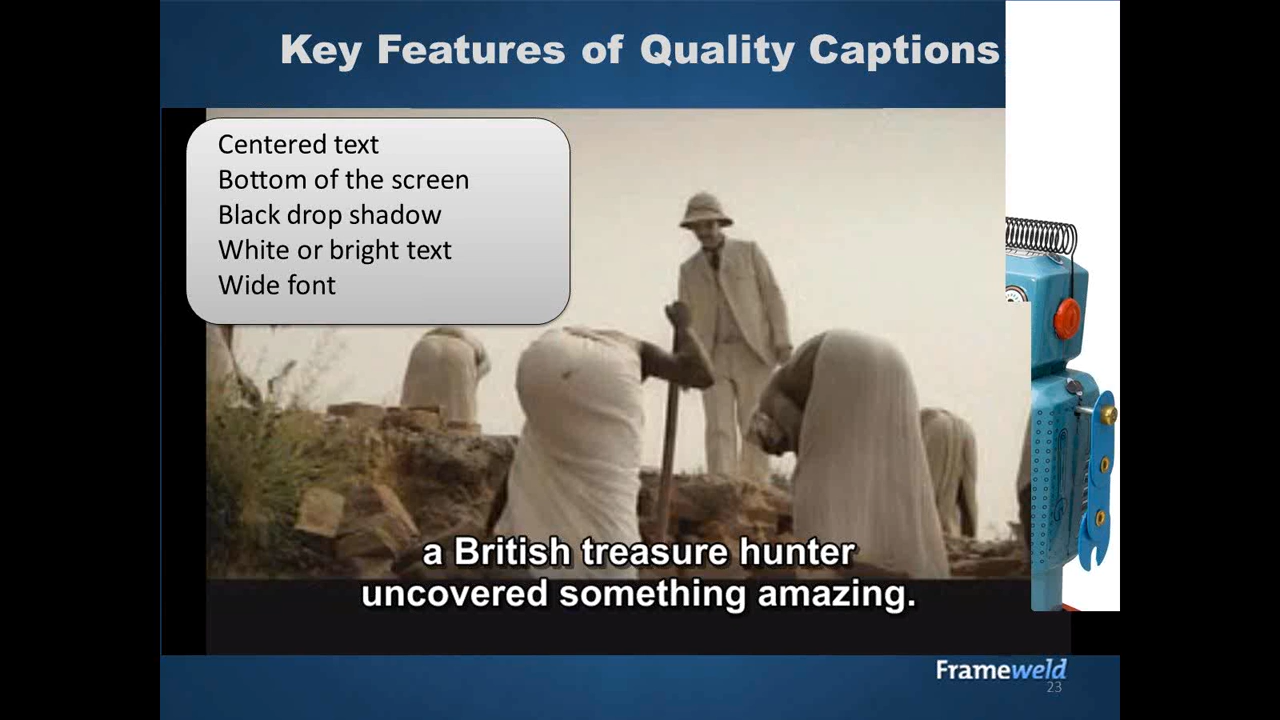 Key Features of Quality Captions
Centered text
Bottom of the screen
Black drop shadow
White or bright text
Wide font
a British treasure hunter
uncovered something amazing.
Frameweld
23